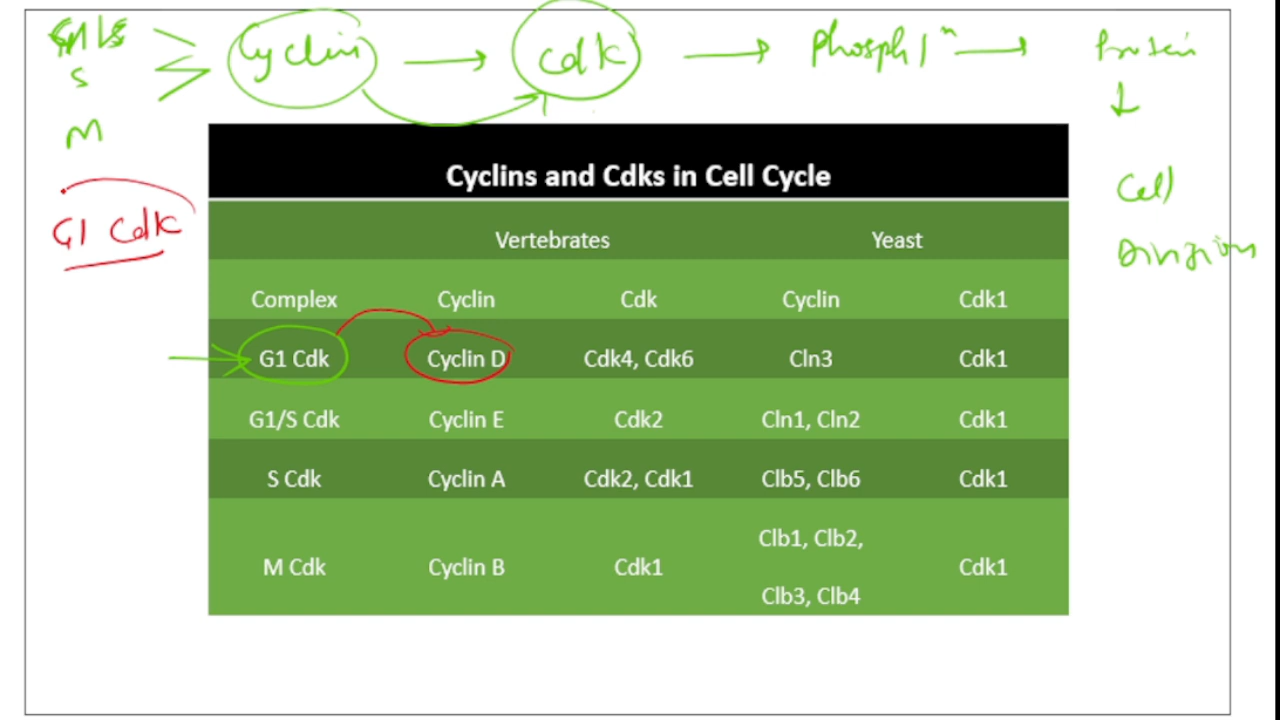 G1/S
Cyclin
Cdk
Phosphln
Protein
S
M
Cell
Division
G1 Cdk
Cyclins and Cdks in Cell Cycle
Vertebrates Yeast
Complex Cyclin Cdk Cyclin Cdk1
G1 Cdk Cyclin D Cdk4, Cdk6 Cln3 Cdk1
G1/S Cdk Cyclin E Cdk2 Cln1, Cln2 Cdk1
S Cdk Cyclin A Cdk2, Cdk1 Clb5, Clb6 Cdk1
M Cdk Cyclin B Cdk1 Clb1, Clb2, Clb3, Clb4 Cdk1